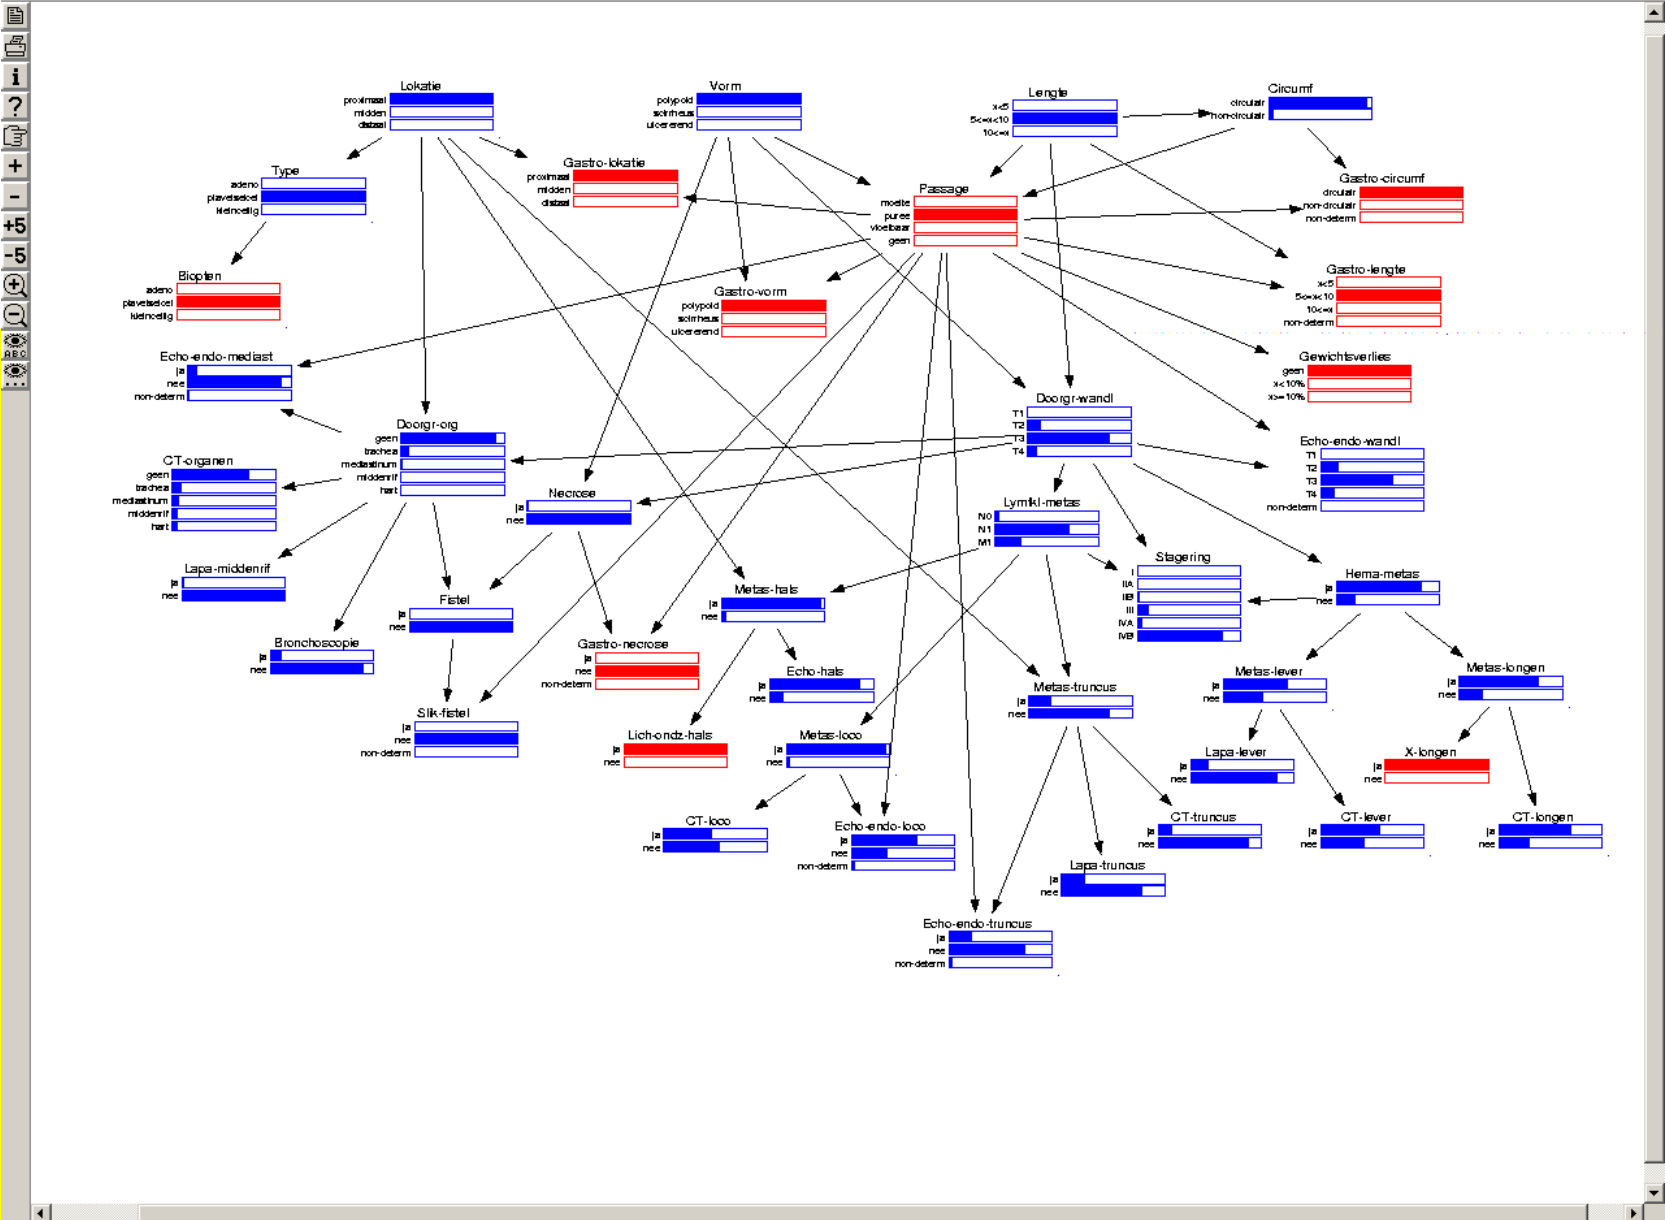 Lokatie
proximaal
midden
distaal
Vorm
polypoid
scirrheus
ulcererend
Lengte
x<5
5<=x<10
10<=x
Circumf
circulair
non-circulair
Type
adeno
plaveiselcel
kleincellig
Gastro-lokatie
proximaal
midden
distaal
Passage
moeite
puree
vloeibaar
geen
Gastro-circumf
circulair
non-circulair
non-determ
Biopten
adeno
plaveiselcel
kleincellig
Gastro-vorm
polypoid
scirrheus
ulcererend
Gastro-lengte
x<5
5<=x<10
10<=x
non-determ
Echo-endo-mediast
ja
nee
non-determ
Gewichtsverlies
geen
x<10%
x>=10%
Doorgr-wandl
T1
T2
T3
T4
Doorgr-org
geen
trachea
mediastinum
middenrif
hart
Echo-endo-wandl
T1
T2
T3
T4
non-determ
CT-organen
geen
trachea
mediastinum
middenrif
hart
Necrose
ja
nee
Lymfkl-metas
N0
N1
M1
Stagering
I
IIA
IIB
III
IVA
IVB
Hema-metas
ja
nee
Lapa-middenrif
ja
nee
Fistel
ja
nee
Metas-hals
ja
nee
Bronchoscopie
ja
nee
Gastro-necrose
ja
nee
non-determ
Echo-hals
ja
nee
Metas-truncus
ja
nee
Metas-lever
ja
nee
Metas-longen
ja
nee
Slik-fistel
ja
nee
non-determ
Lich-ondz-hals
ja
nee
Metas-loco
ja
nee
Lapa-lever
ja
nee
X-longen
ja
nee
CT-loco
ja
nee
Echo-endo-loco
ja
nee
non-determ
CT-truncus
ja
nee
CT-lever
ja
nee
CT-longen
ja
nee
Lapa-truncus
ja
nee
Echo-endo-truncus
ja
nee
non-determ
i
?
+
-
+5
-5
ABC